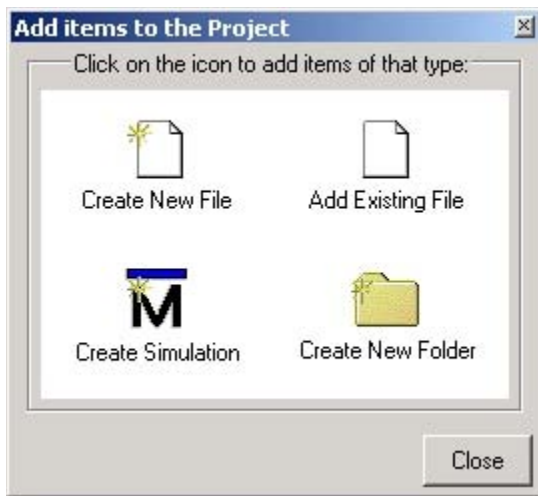 Add items to the Project
Click on the icon to add items of that type:
Create New File
Add Existing File
M
Create Simulation
Create New Folder
Close